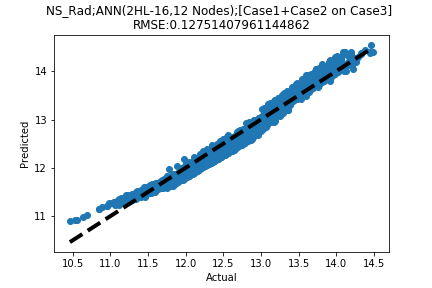 NS_Rad;ANN(2HL-16,12 Nodes);[Case1+Case2 on Case3]
RMSE:0.12751407961144862
14
13
12
11
Predicted
10.5 11.0 11.5 12.0 12.5 13.0 13.5 14.0 14.5
Actual